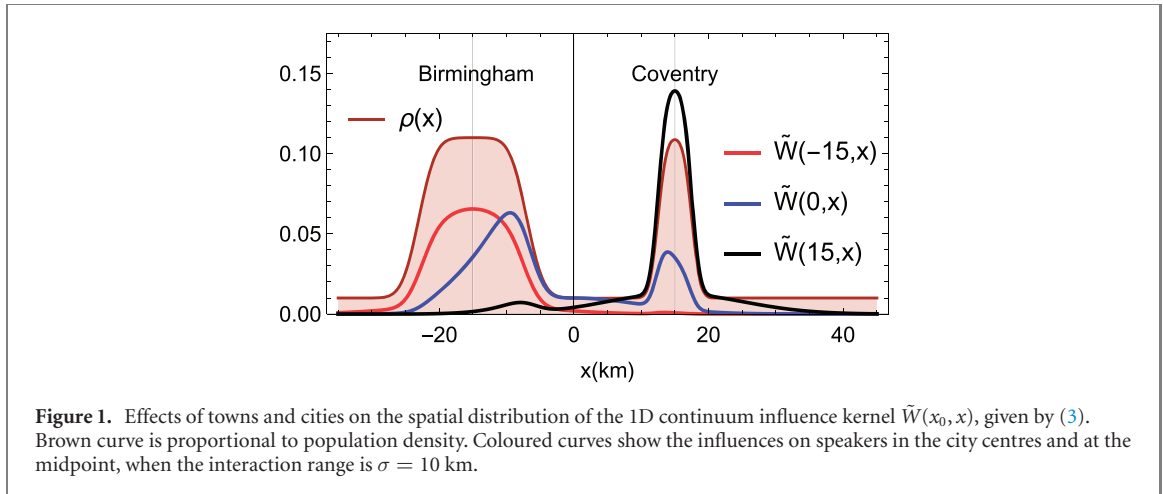 0.15
0.10
0.05
0.00
Birmingham
Coventry
ρ(x)
W̃(−15,x)
W̃(0,x)
W̃(15,x)
−20 0 20 40
x(km)
Figure 1. Effects of towns and cities on the spatial distribution of the 1D continuum influence kernel W̃(x₀, x), given by (3).
Brown curve is proportional to population density. Coloured curves show the influences on speakers in the city centres and at the
midpoint, when the interaction range is σ = 10 km.